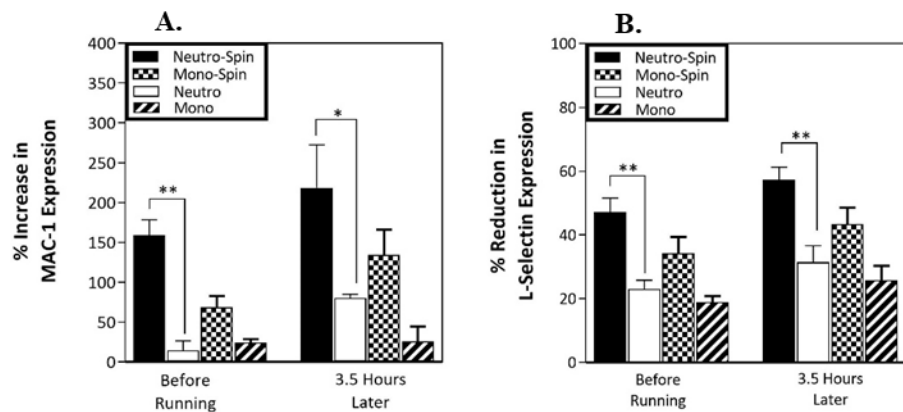 A.
% Increase in
MAC-1 Expression
400
350
300
250
200
150
100
50
0
Neutro-Spin
Mono-Spin
Neutro
Mono
**
*
Before
Running
3.5 Hours
Later
B.
% Reduction in
L-Selectin Expression
100
80
60
40
20
0
Neutro-Spin
Mono-Spin
Neutro
Mono
**
**
Before
Running
3.5 Hours
Later